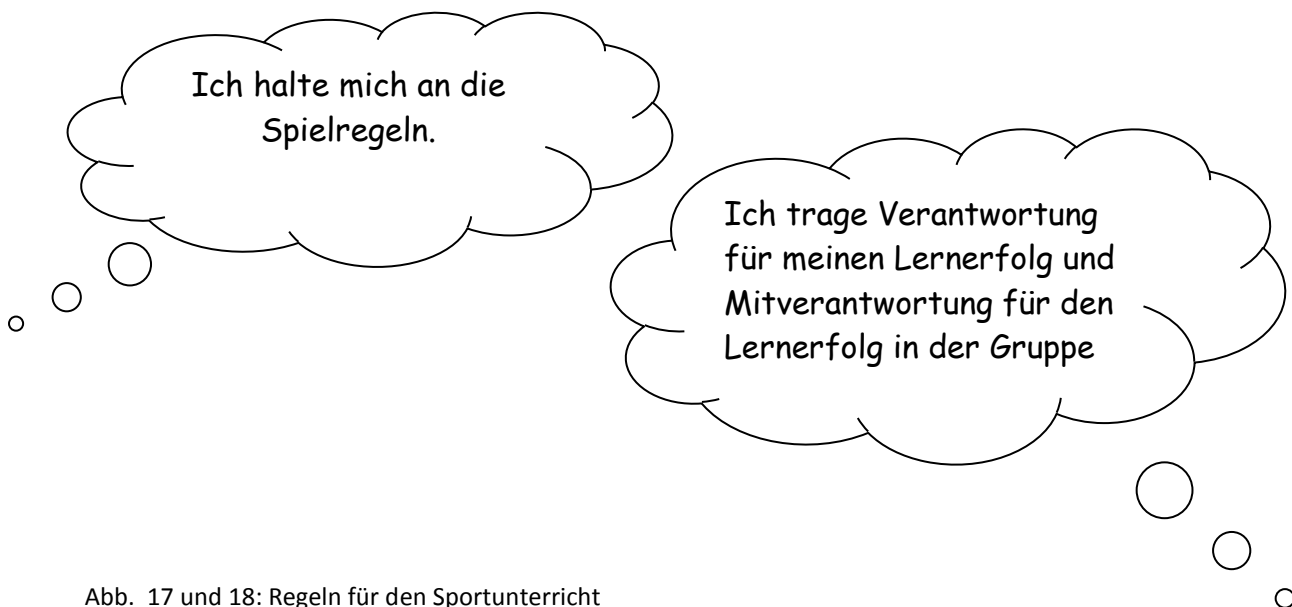 Ich halte mich an die
Spielregeln.
Ich trage Verantwortung
für meinen Lernerfolg und
Mitverantwortung für den
Lernerfolg in der Gruppe
Abb. 17 und 18: Regeln für den Sportunterricht